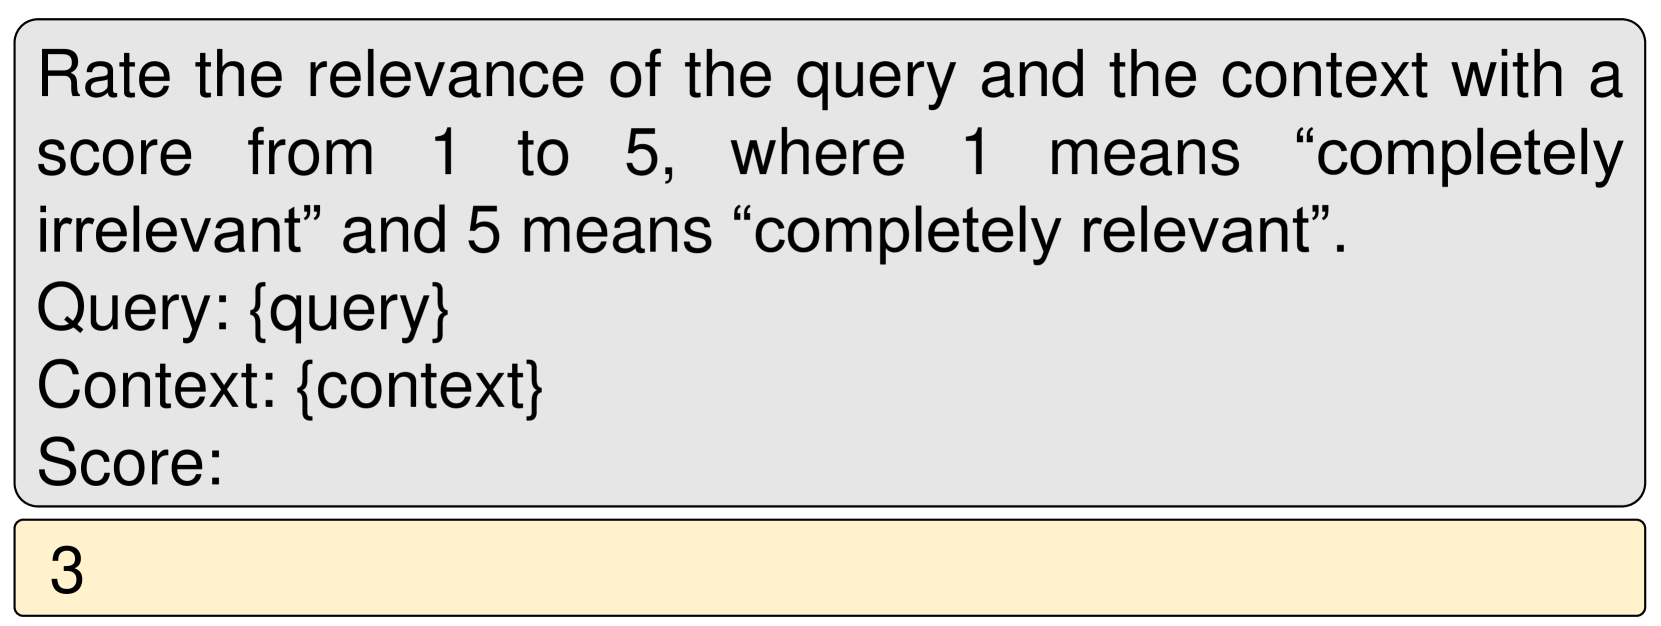 Rate the relevance of the query and the context with a
score from 1 to 5, where 1 means “completely
irrelevant” and 5 means “completely relevant”.
Query: {query}
Context: {context}
Score:
3